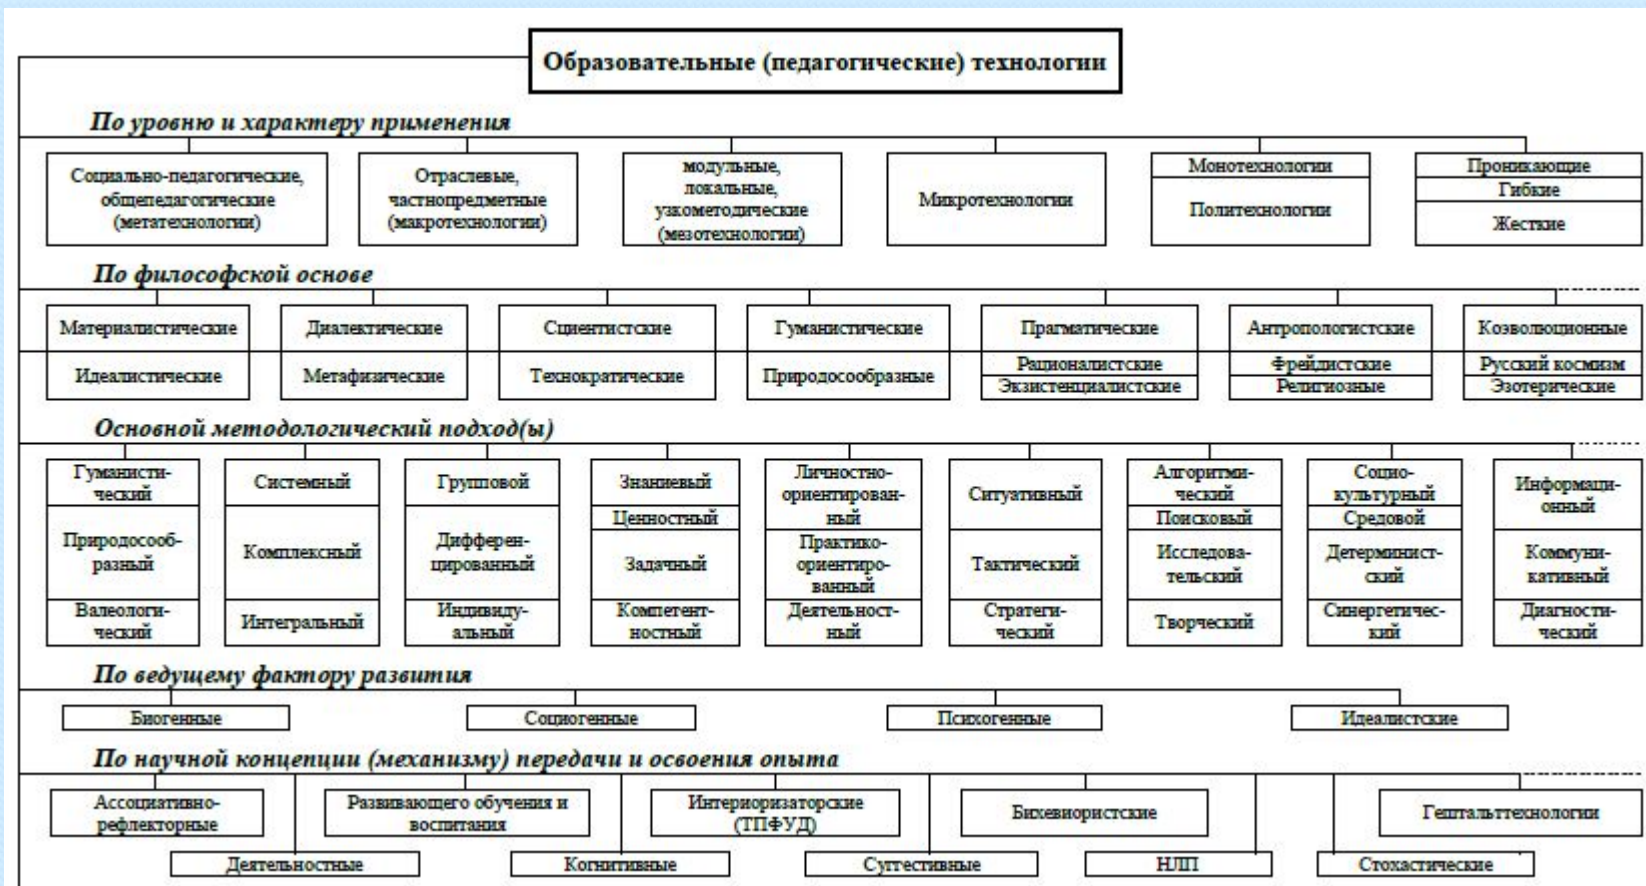 Образовательные (педагогические) технологии
По уровню и характеру применения
Социально-педагогические,
общепедагогические
(метатехнологии)
Отраслевые,
частнопредметные
(макротехнологии)
модульные,
локальные,
узкометодические
(мезотехнологии)
Микротехнологии
Монотехнологии
Политехнологии
Проникающие
Гибкие
Жесткие
По философской основе
Материалистические
Диалектические
Сциентистские
Гуманистические
Прагматические
Антропологистские
Коэволюционные
Идеалистические
Метафизические
Технократические
Природосообразные
Рационалистские
Экзистенциалистские
Фрейдистские
Религиозные
Русский космизм
Эзотерические
Основной методологический подход(ы)
Гуманисти-
ческий
Природосооб-
разный
Валеологи-
ческий
Системный
Комплексный
Интегральный
Групповой
Дифферен-
цированный
Индивиду-
альный
Знаниевый
Ценностный
Задачный
Компетент-
ностный
Личностно-
ориентирован-
ный
Практико-
ориентиро-
ванный
Деятельност-
ный
Ситуативный
Тактический
Стратеги-
ческий
Алгоритми-
ческий
Поисковый
Исследова-
тельский
Творческий
Социо-
культурный
Средовой
Детерминист-
ский
Синергетичес-
кий
Информаци-
онный
Коммуни-
кативный
Диагности-
ческий
По ведущему фактору развития
Биогенные
Социогенные
Психогенные
Идеалистские
По научной концепции (механизму) передачи и освоения опыта
Ассоциативно-
рефлекторные
Развивающего обучения и
воспитания
Интериоризаторские
(ТПФУД)
Бихевиористские
Гештальттехнологии
Деятельностные
Когнитивные
Суггестивные
НЛП
Стохастические